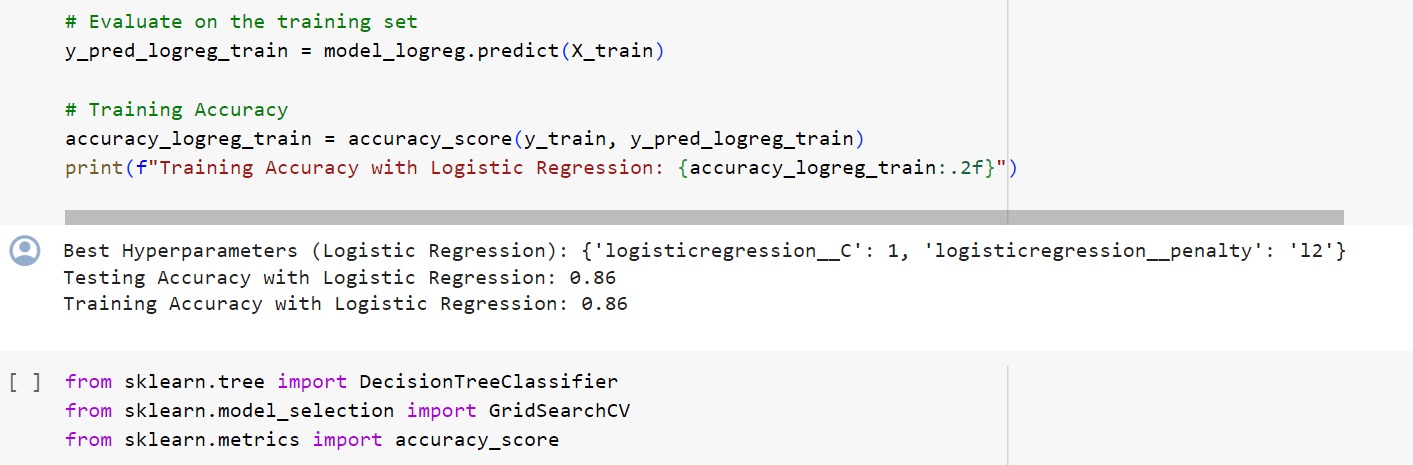 # Evaluate on the training set
y_pred_logreg_train = model_logreg.predict(X_train)
# Training Accuracy
accuracy_logreg_train = accuracy_score(y_train, y_pred_logreg_train)
print(f"Training Accuracy with Logistic Regression: {accuracy_logreg_train:.2f}")
Best Hyperparameters (Logistic Regression): {'logisticregression__C': 1, 'logisticregression__penalty': 'l2'}
Testing Accuracy with Logistic Regression: 0.86
Training Accuracy with Logistic Regression: 0.86
[ ] from sklearn.tree import DecisionTreeClassifier
from sklearn.model_selection import GridSearchCV
from sklearn.metrics import accuracy_score